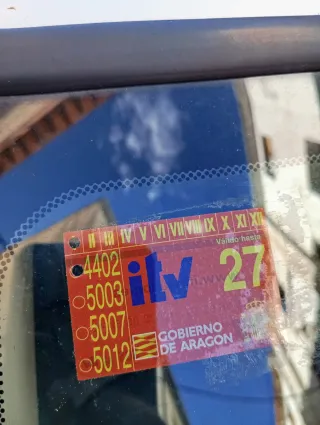 II III IV V VI VII VIII IX X XI XII
Válido hasta
4402
itv
27
5003
5007
5012
GOBIERNO
DE ARAGON